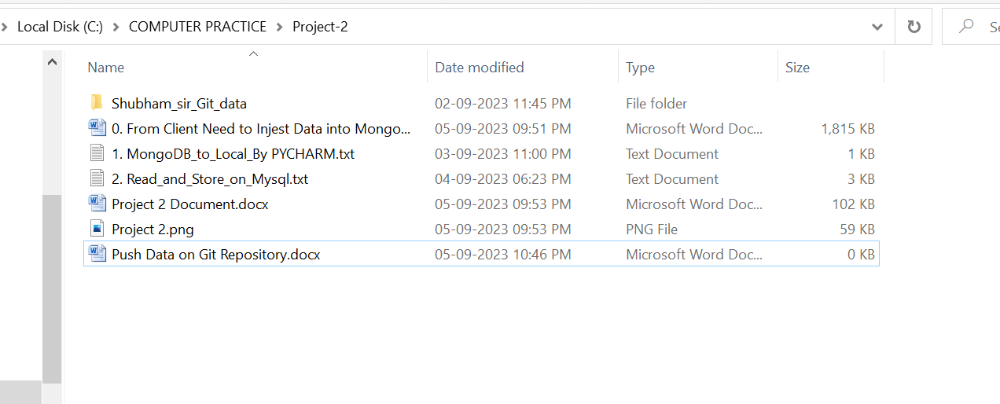 Local Disk (C:) > COMPUTER PRACTICE > Project-2
Name Date modified Type Size
Shubham_sir_Git_data 02-09-2023 11:45 PM File folder
0. From Client Need to Injest Data into Mongo... 05-09-2023 09:51 PM Microsoft Word Doc... 1,815 KB
1. MongoDB_to_Local_By PYCHARM.txt 03-09-2023 11:00 PM Text Document 1 KB
2. Read_and_Store_on_Mysql.txt 04-09-2023 06:23 PM Text Document 3 KB
Project 2 Document.docx 05-09-2023 09:53 PM Microsoft Word Doc... 102 KB
Project 2.png 05-09-2023 09:53 PM PNG File 59 KB
Push Data on Git Repository.docx 05-09-2023 10:46 PM Microsoft Word Doc... 0 KB